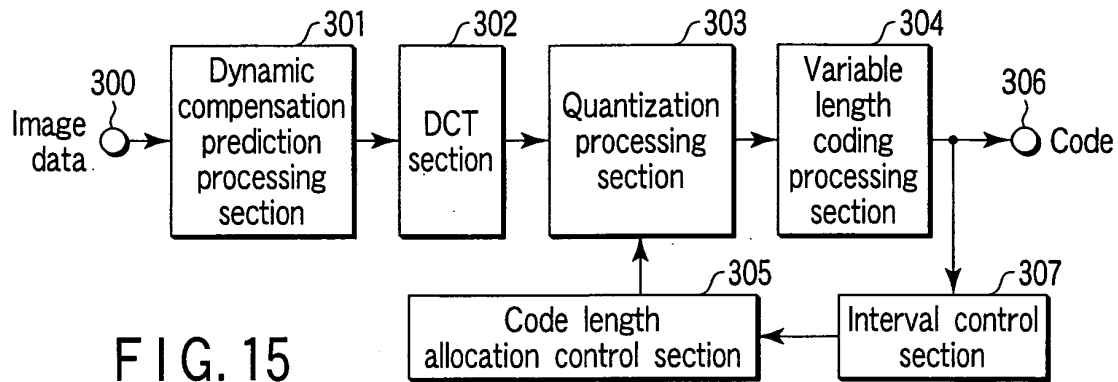 301
302
303
304
300
306
Image
data
Dynamic
compensation
prediction
processing
section
DCT
section
Quantization
processing
section
Variable
length
coding
processing
section
Code
305
307
Code length
allocation control section
Interval control
section
FIG. 15